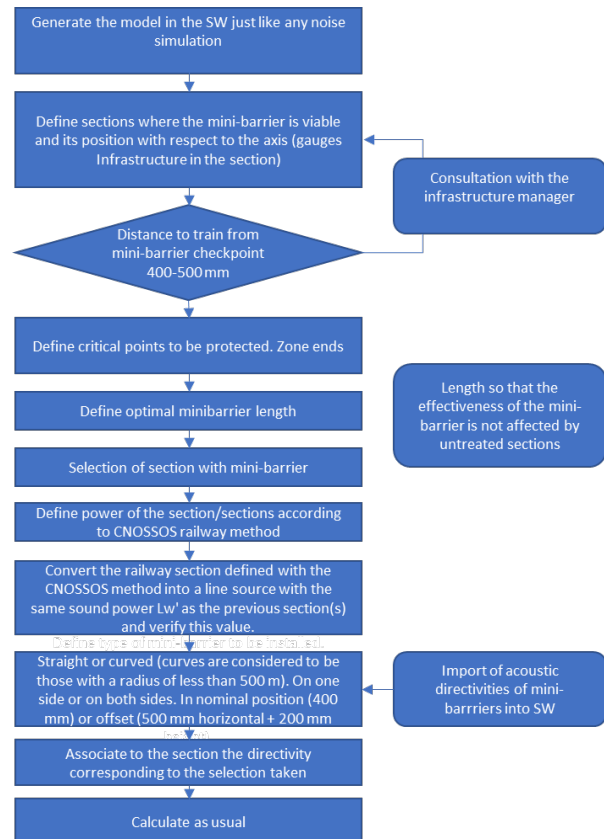 Generate the model in the SW just like any noise
simulation
Define sections where the mini-barrier is viable
and its position with respect to the axis (gauges
Infrastructure in the section)
Consultation with the
infrastructure manager
Distance to train from
mini-barrier checkpoint
400-500 mm
Define critical points to be protected. Zone ends
Define optimal minibarrier length
Length so that the
effectiveness of the mini-
barrier is not affected by
untreated sections
Selection of section with mini-barrier
Define power of the section/sections according
to CNOSSOS railway method
Convert the railway section defined with the
CNOSSOS method into a line source with the
same sound power Lw' as the previous section(s)
and verify this value.
Define type of mini-barrier to be installed.
Straight or curved (curves are considered to be
those with a radius of less than 500 m). On one
side or on both sides. In nominal position (400
mm) or offset (500 mm horizontal + 200 mm
Import of acoustic
directivities of mini-
barrriers into SW
Associate to the section the directivity
corresponding to the selection taken
Calculate as usual